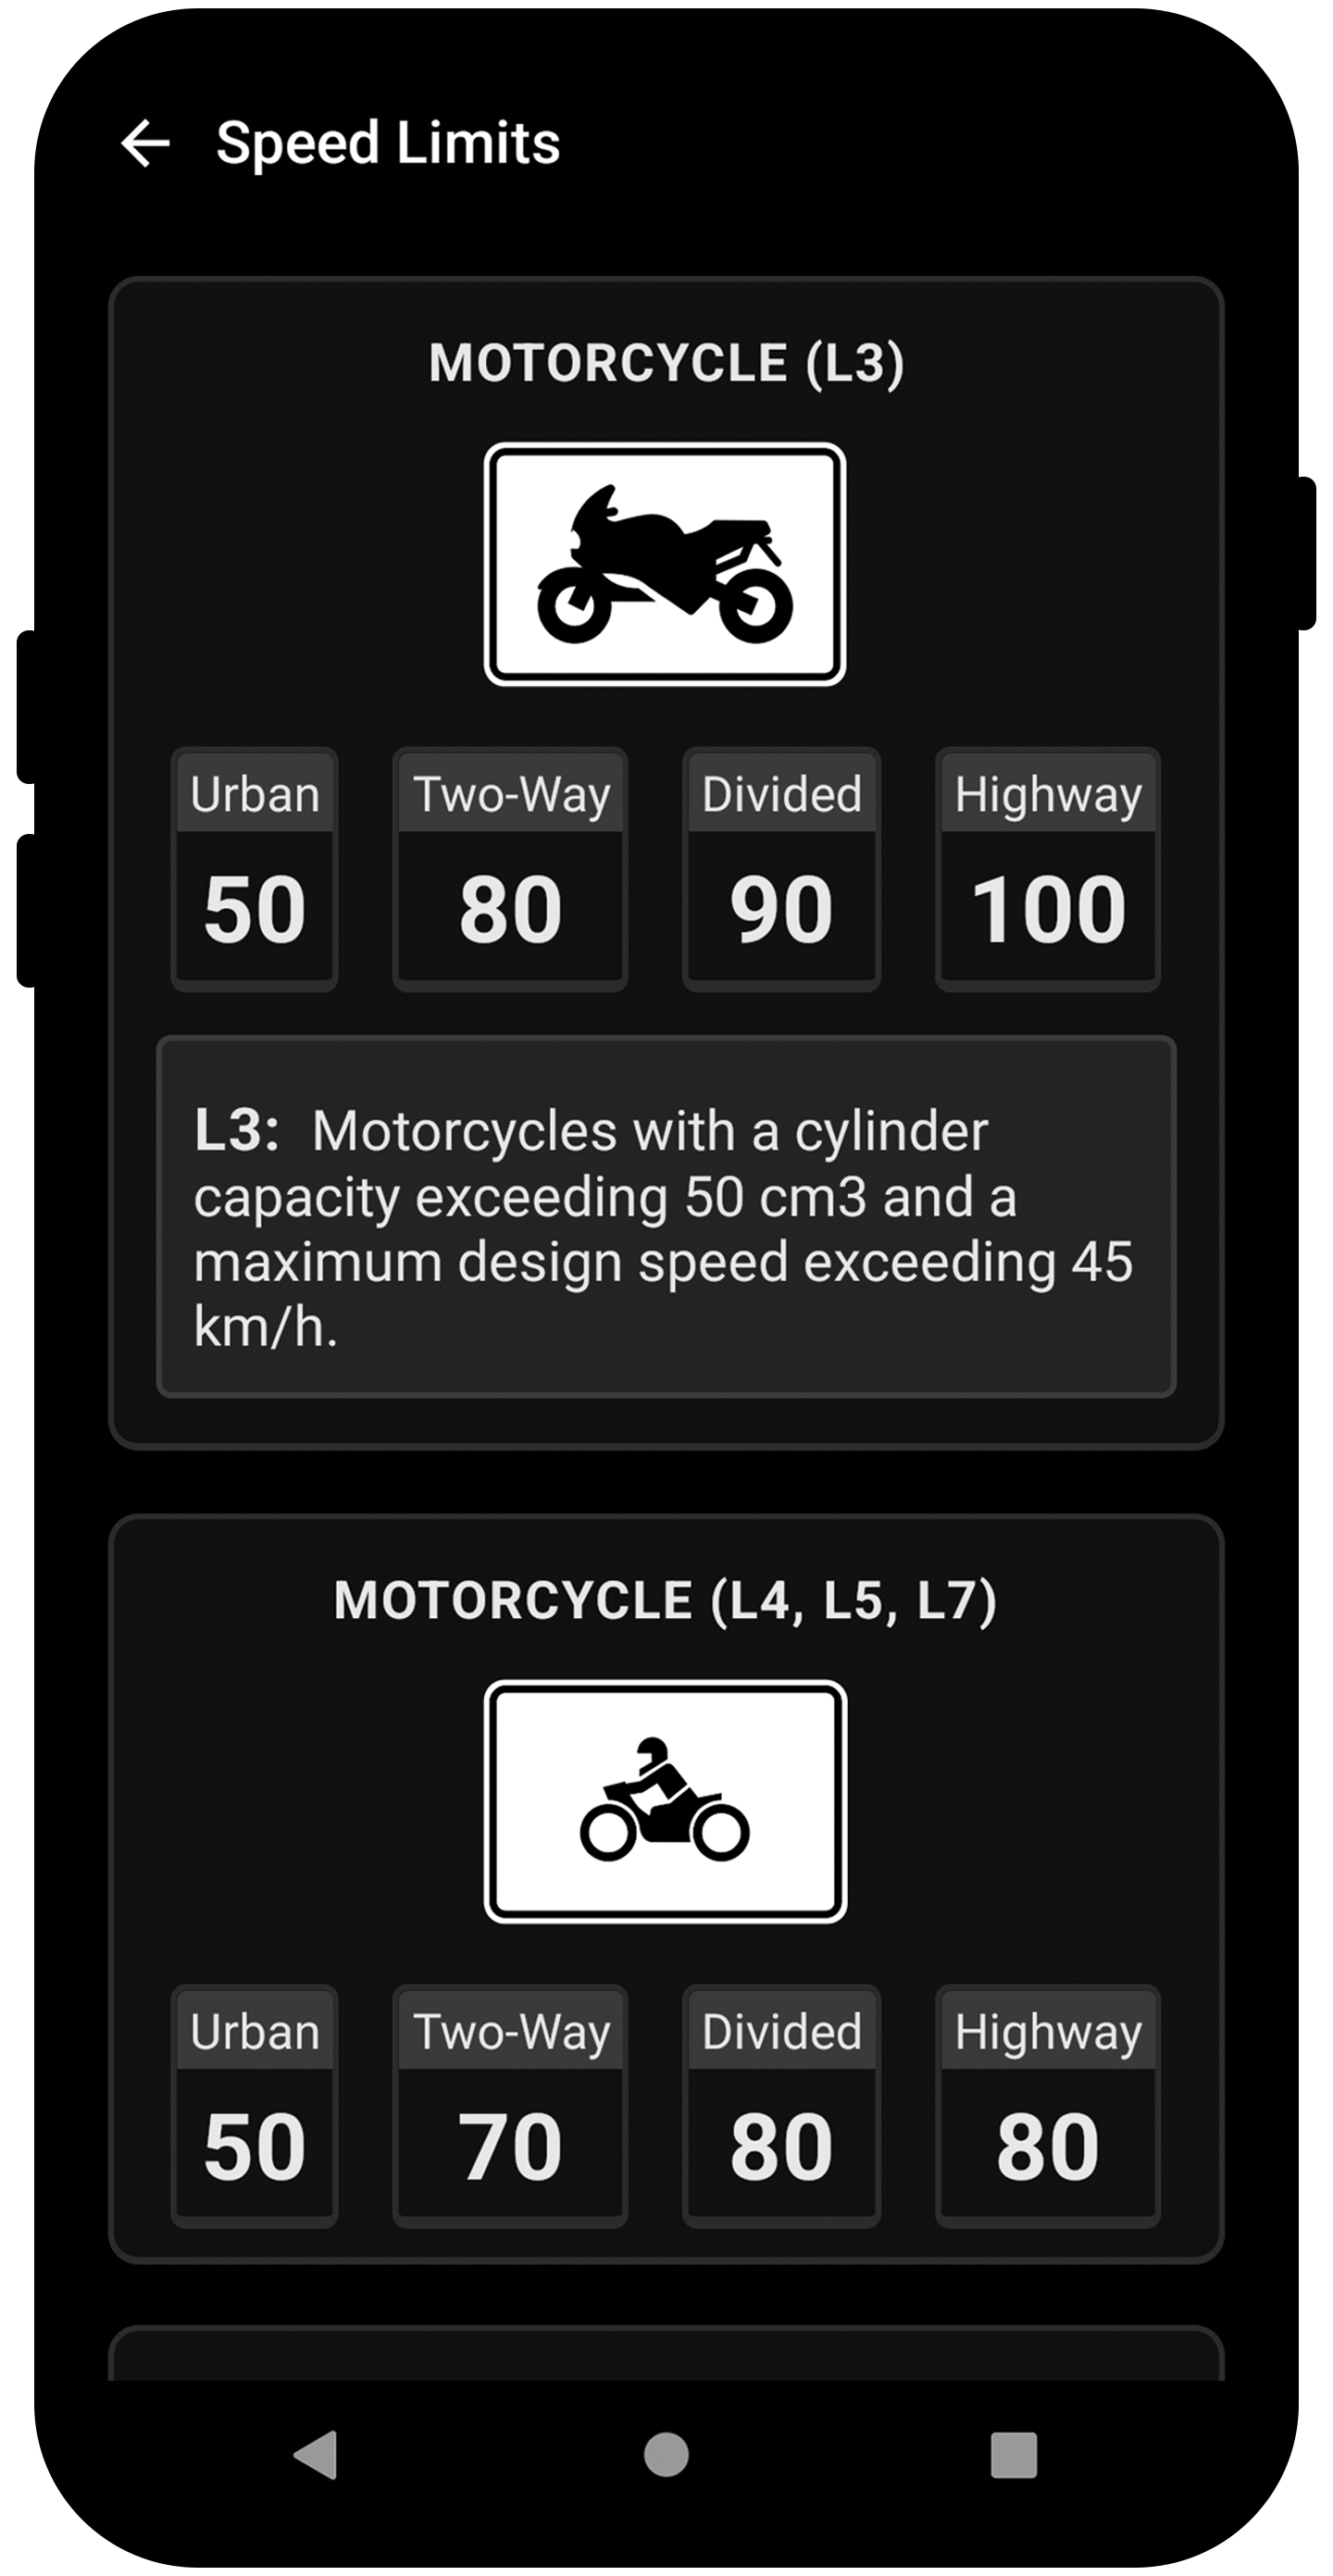 Speed Limits
MOTORCYCLE (L3)
Urban Two-Way Divided Highway
50 80 90 100
L3: Motorcycles with a cylinder
capacity exceeding 50 cm3 and a
maximum design speed exceeding 45
km/h.
MOTORCYCLE (L4, L5, L7)
Urban Two-Way Divided Highway
50 70 80 80